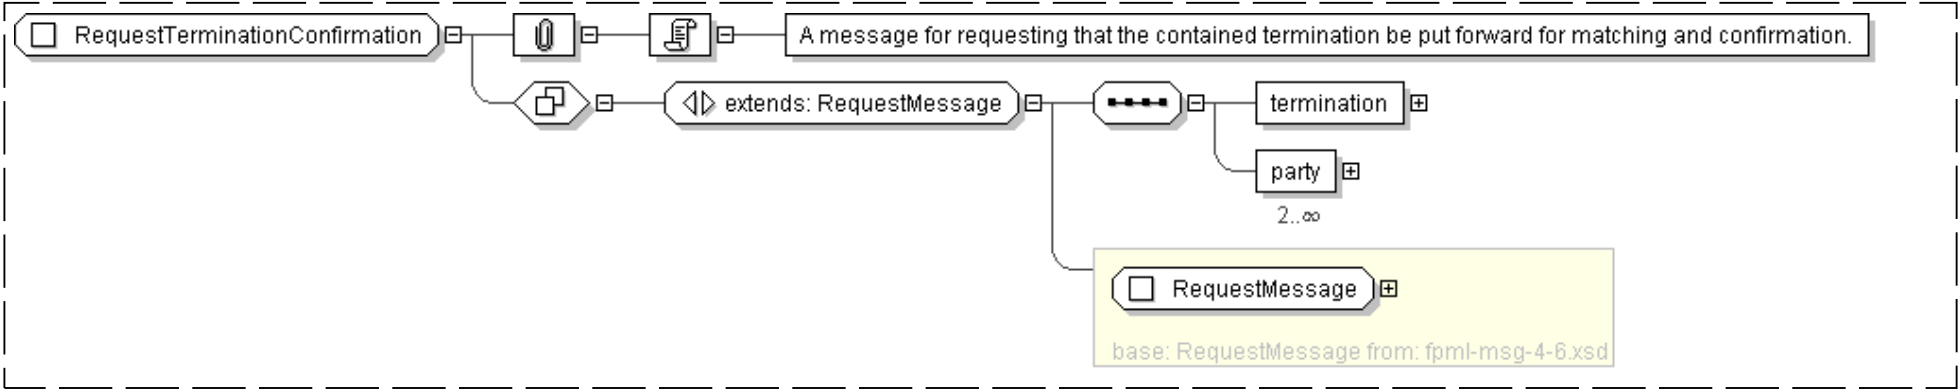 RequestTerminationConfirmation
A message for requesting that the contained termination be put forward for matching and confirmation.
extends: RequestMessage
termination
party
2..∞
RequestMessage
base: RequestMessage from: fpml-msg-4-6.xsd